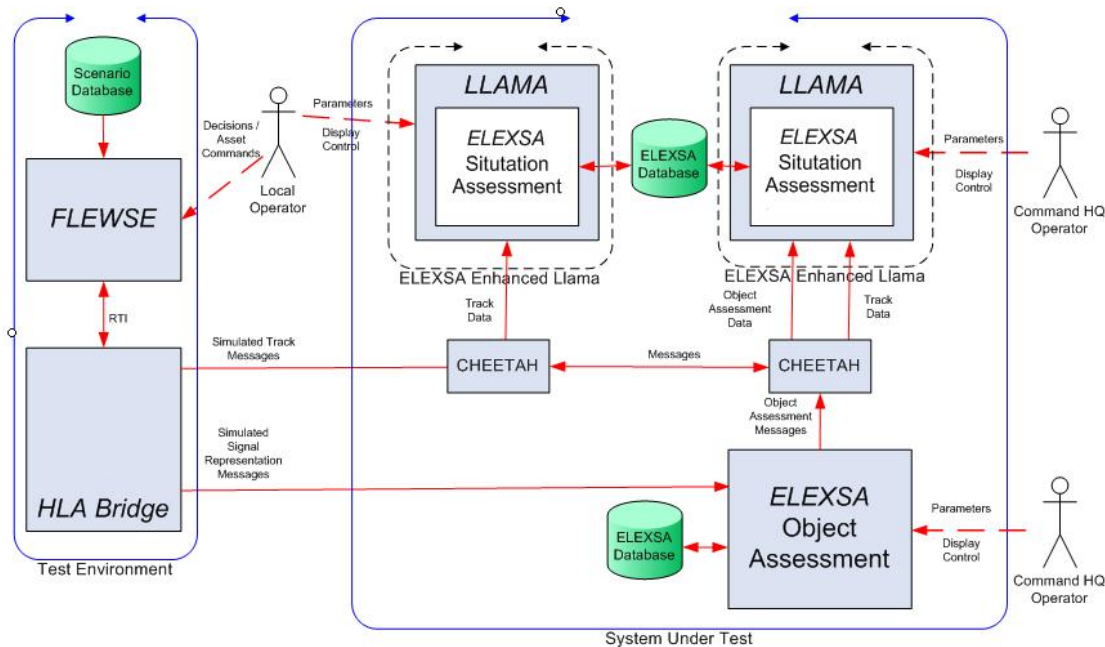 Scenario
Database
Decisions /
Asset
Commands
Local
Operator
FLEWSE
RTI
HLA Bridge
Test Environment
Parameters
Display
Control
LLAMA
ELEXSA
Situtation
Assessment
ELEXSA Enhanced Llama
ELEXSA
Database
LLAMA
ELEXSA
Situtation
Assessment
ELEXSA Enhanced Llama
Parameters
Display
Control
Command HQ
Operator
Track
Data
Object
Assessment
Data
Track
Data
Simulated Track
Messages
CHEETAH
Messages
CHEETAH
Object
Assessment
Messages
Simulated
Signal
Representation
Messages
ELEXSA
Object
Assessment
ELEXSA
Database
Parameters
Display
Control
Command HQ
Operator
System Under Test